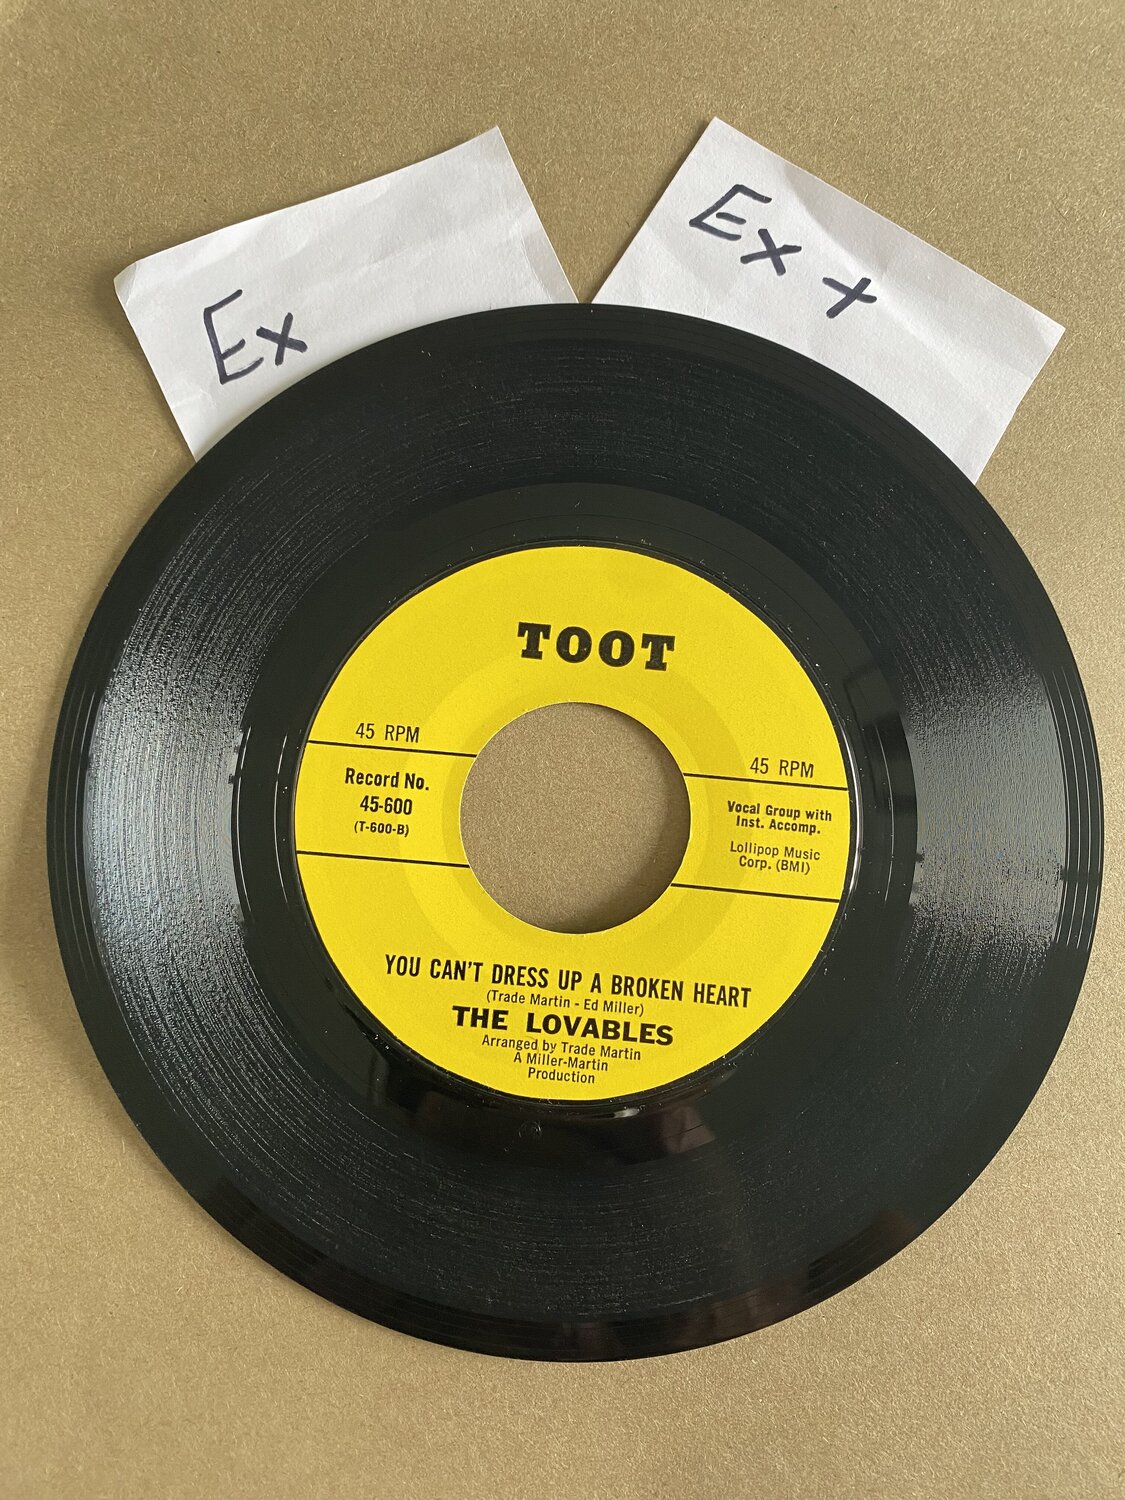 Ex
Ex +
TOOT
45 RPM
Record No.
45-600
(T-600-B)
45 RPM
Vocal Group with
Inst. Accomp.
Lollipop Music
Corp. (BMI)
YOU CAN'T DRESS UP A BROKEN HEART
(Trade Martin - Ed Miller)
THE LOVABLES
Arranged by Trade Martin
A Miller-Martin
Production